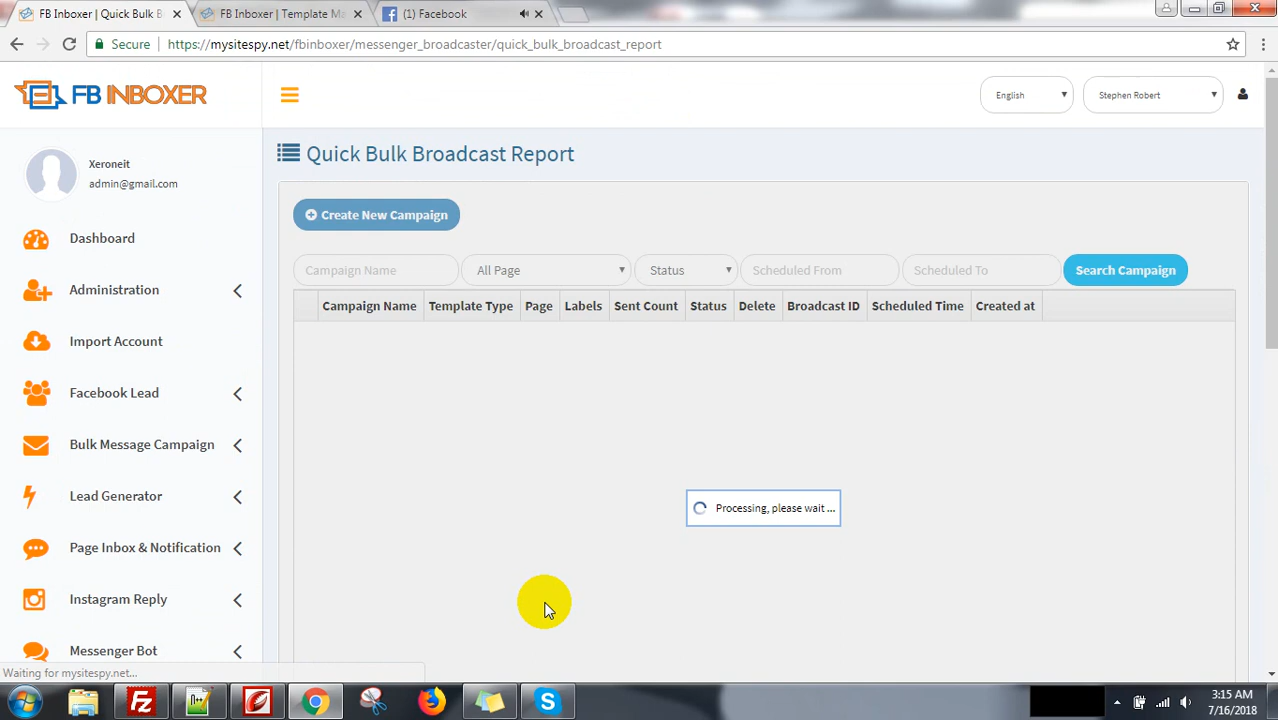 FB Inboxer | Quick Bulk B
FB Inboxer | Template Ma
(1) Facebook
Secure
https://mysitespy.net/fbinboxer/messenger_broadcaster/quick_bulk_broadcast_report
FB INBOXER
English
Stephen Robert
Xeroneit
admin@gmail.com
Dashboard
Administration
Import Account
Facebook Lead
Bulk Message Campaign
Lead Generator
Page Inbox & Notification
Instagram Reply
Messenger Bot
Quick Bulk Broadcast Report
Create New Campaign
Campaign Name All Page Status Scheduled From Scheduled To Search Campaign
Campaign Name Template Type Page Labels Sent Count Status Delete Broadcast ID Scheduled Time Created at
Processing, please wait ...
Waiting for mysitespy.net...
3:15 AM
7/16/2018